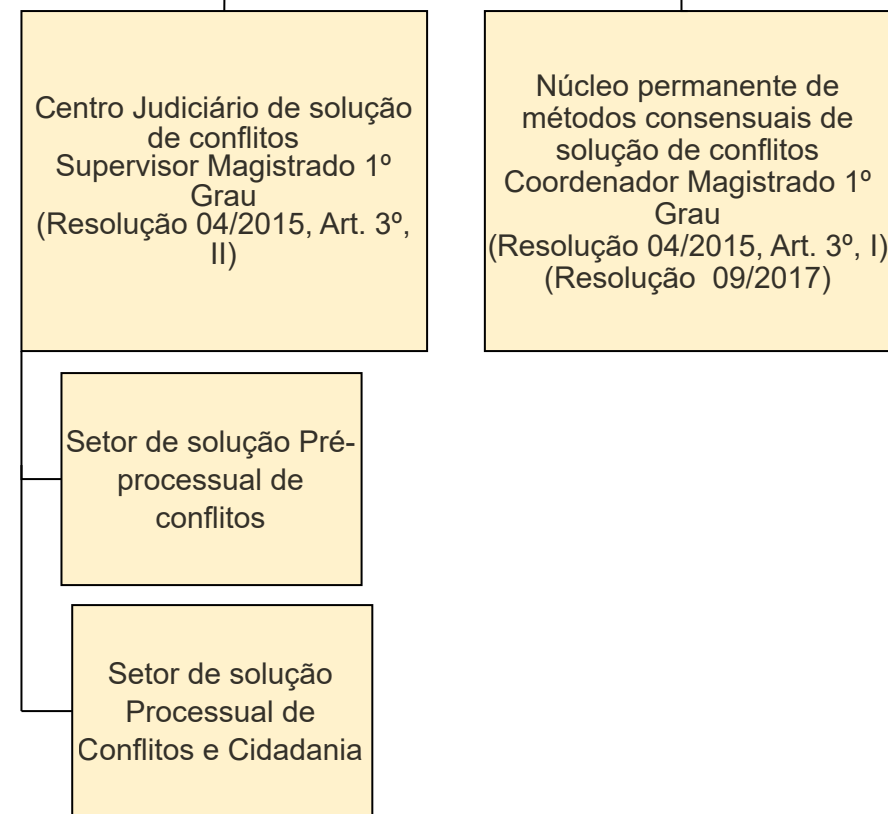 Centro Judiciário de solução
de conflitos
Supervisor Magistrado 1º
Grau
(Resolução 04/2015, Art. 3º,
II)
Núcleo permanente de
métodos consensuais de
solução de conflitos
Coordenador Magistrado 1º
Grau
(Resolução 04/2015, Art. 3º, I)
(Resolução 09/2017)
Setor de solução Pré-
processual de
conflitos
Setor de solução
Processual de
Conflitos e Cidadania